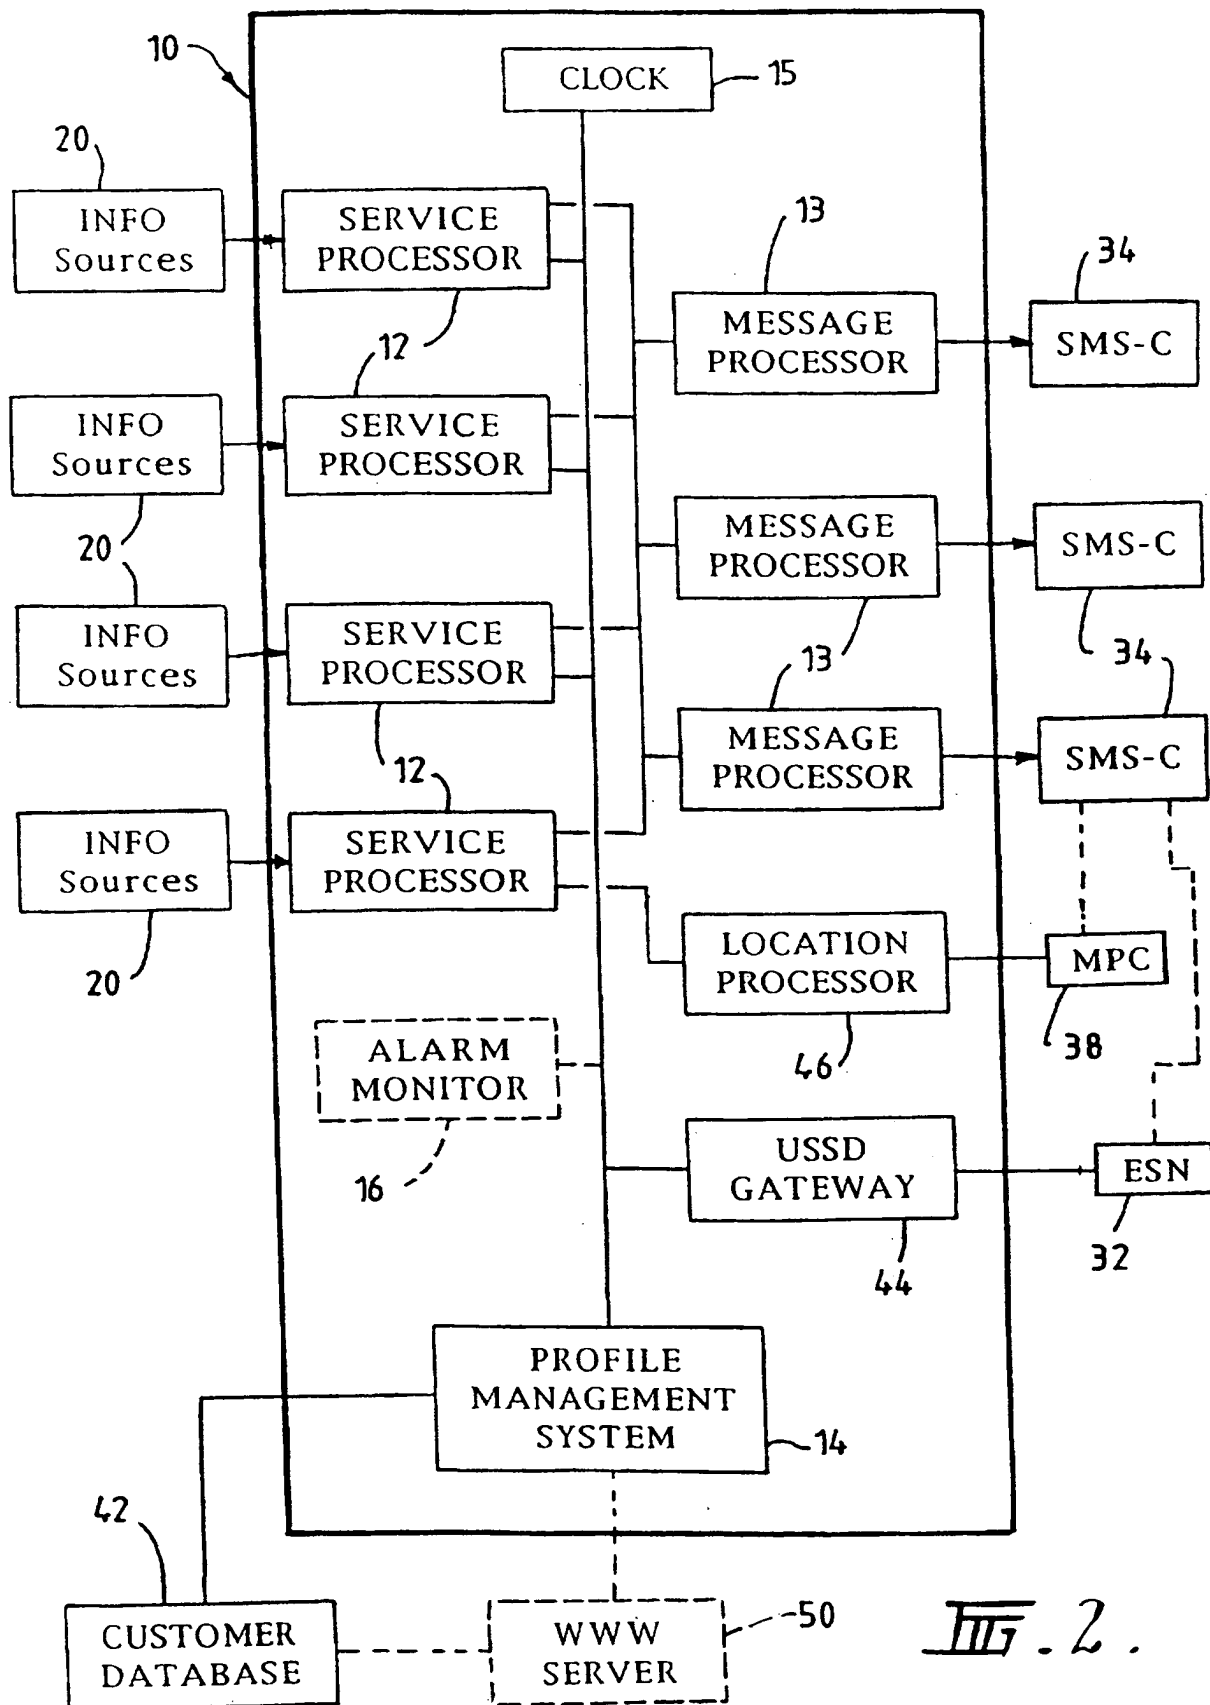 10
CLOCK
15
20
INFO
Sources
SERVICE
PROCESSOR
13
34
12
MESSAGE
PROCESSOR
SMS-C
INFO
Sources
SERVICE
PROCESSOR
20
MESSAGE
PROCESSOR
SMS-C
INFO
Sources
SERVICE
PROCESSOR
13
34
12
MESSAGE
PROCESSOR
SMS-C
INFO
Sources
SERVICE
PROCESSOR
20
LOCATION
PROCESSOR
MPC
38
46
ALARM
MONITOR
16
USSD
GATEWAY
ESN
32
44
PROFILE
MANAGEMENT
SYSTEM
14
42
CUSTOMER
DATABASE
WWW
SERVER
50
FIG. 2.